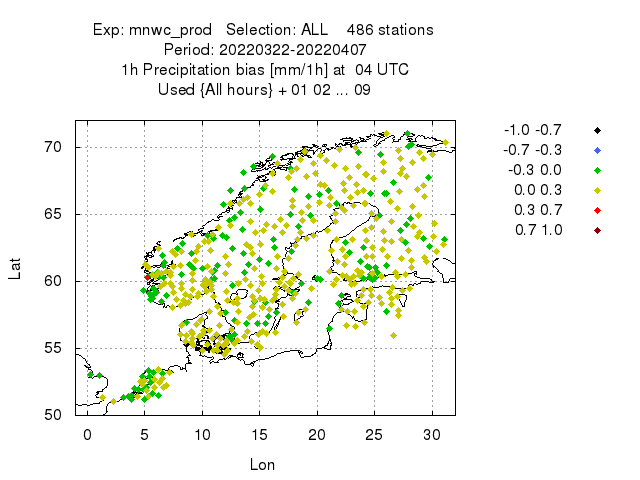 Exp: mnwc_prod   Selection: ALL    486 stations
Period: 20220322-20220407
1h Precipitation bias [mm/1h] at  04 UTC
Used {All hours} + 01 02 ... 09
-1.0 -0.7
-0.7 -0.3
-0.3 0.0
0.0 0.3
0.3 0.7
0.7 1.0
70
65
60
55
50
Lat
0 5 10 15 20 25 30
Lon